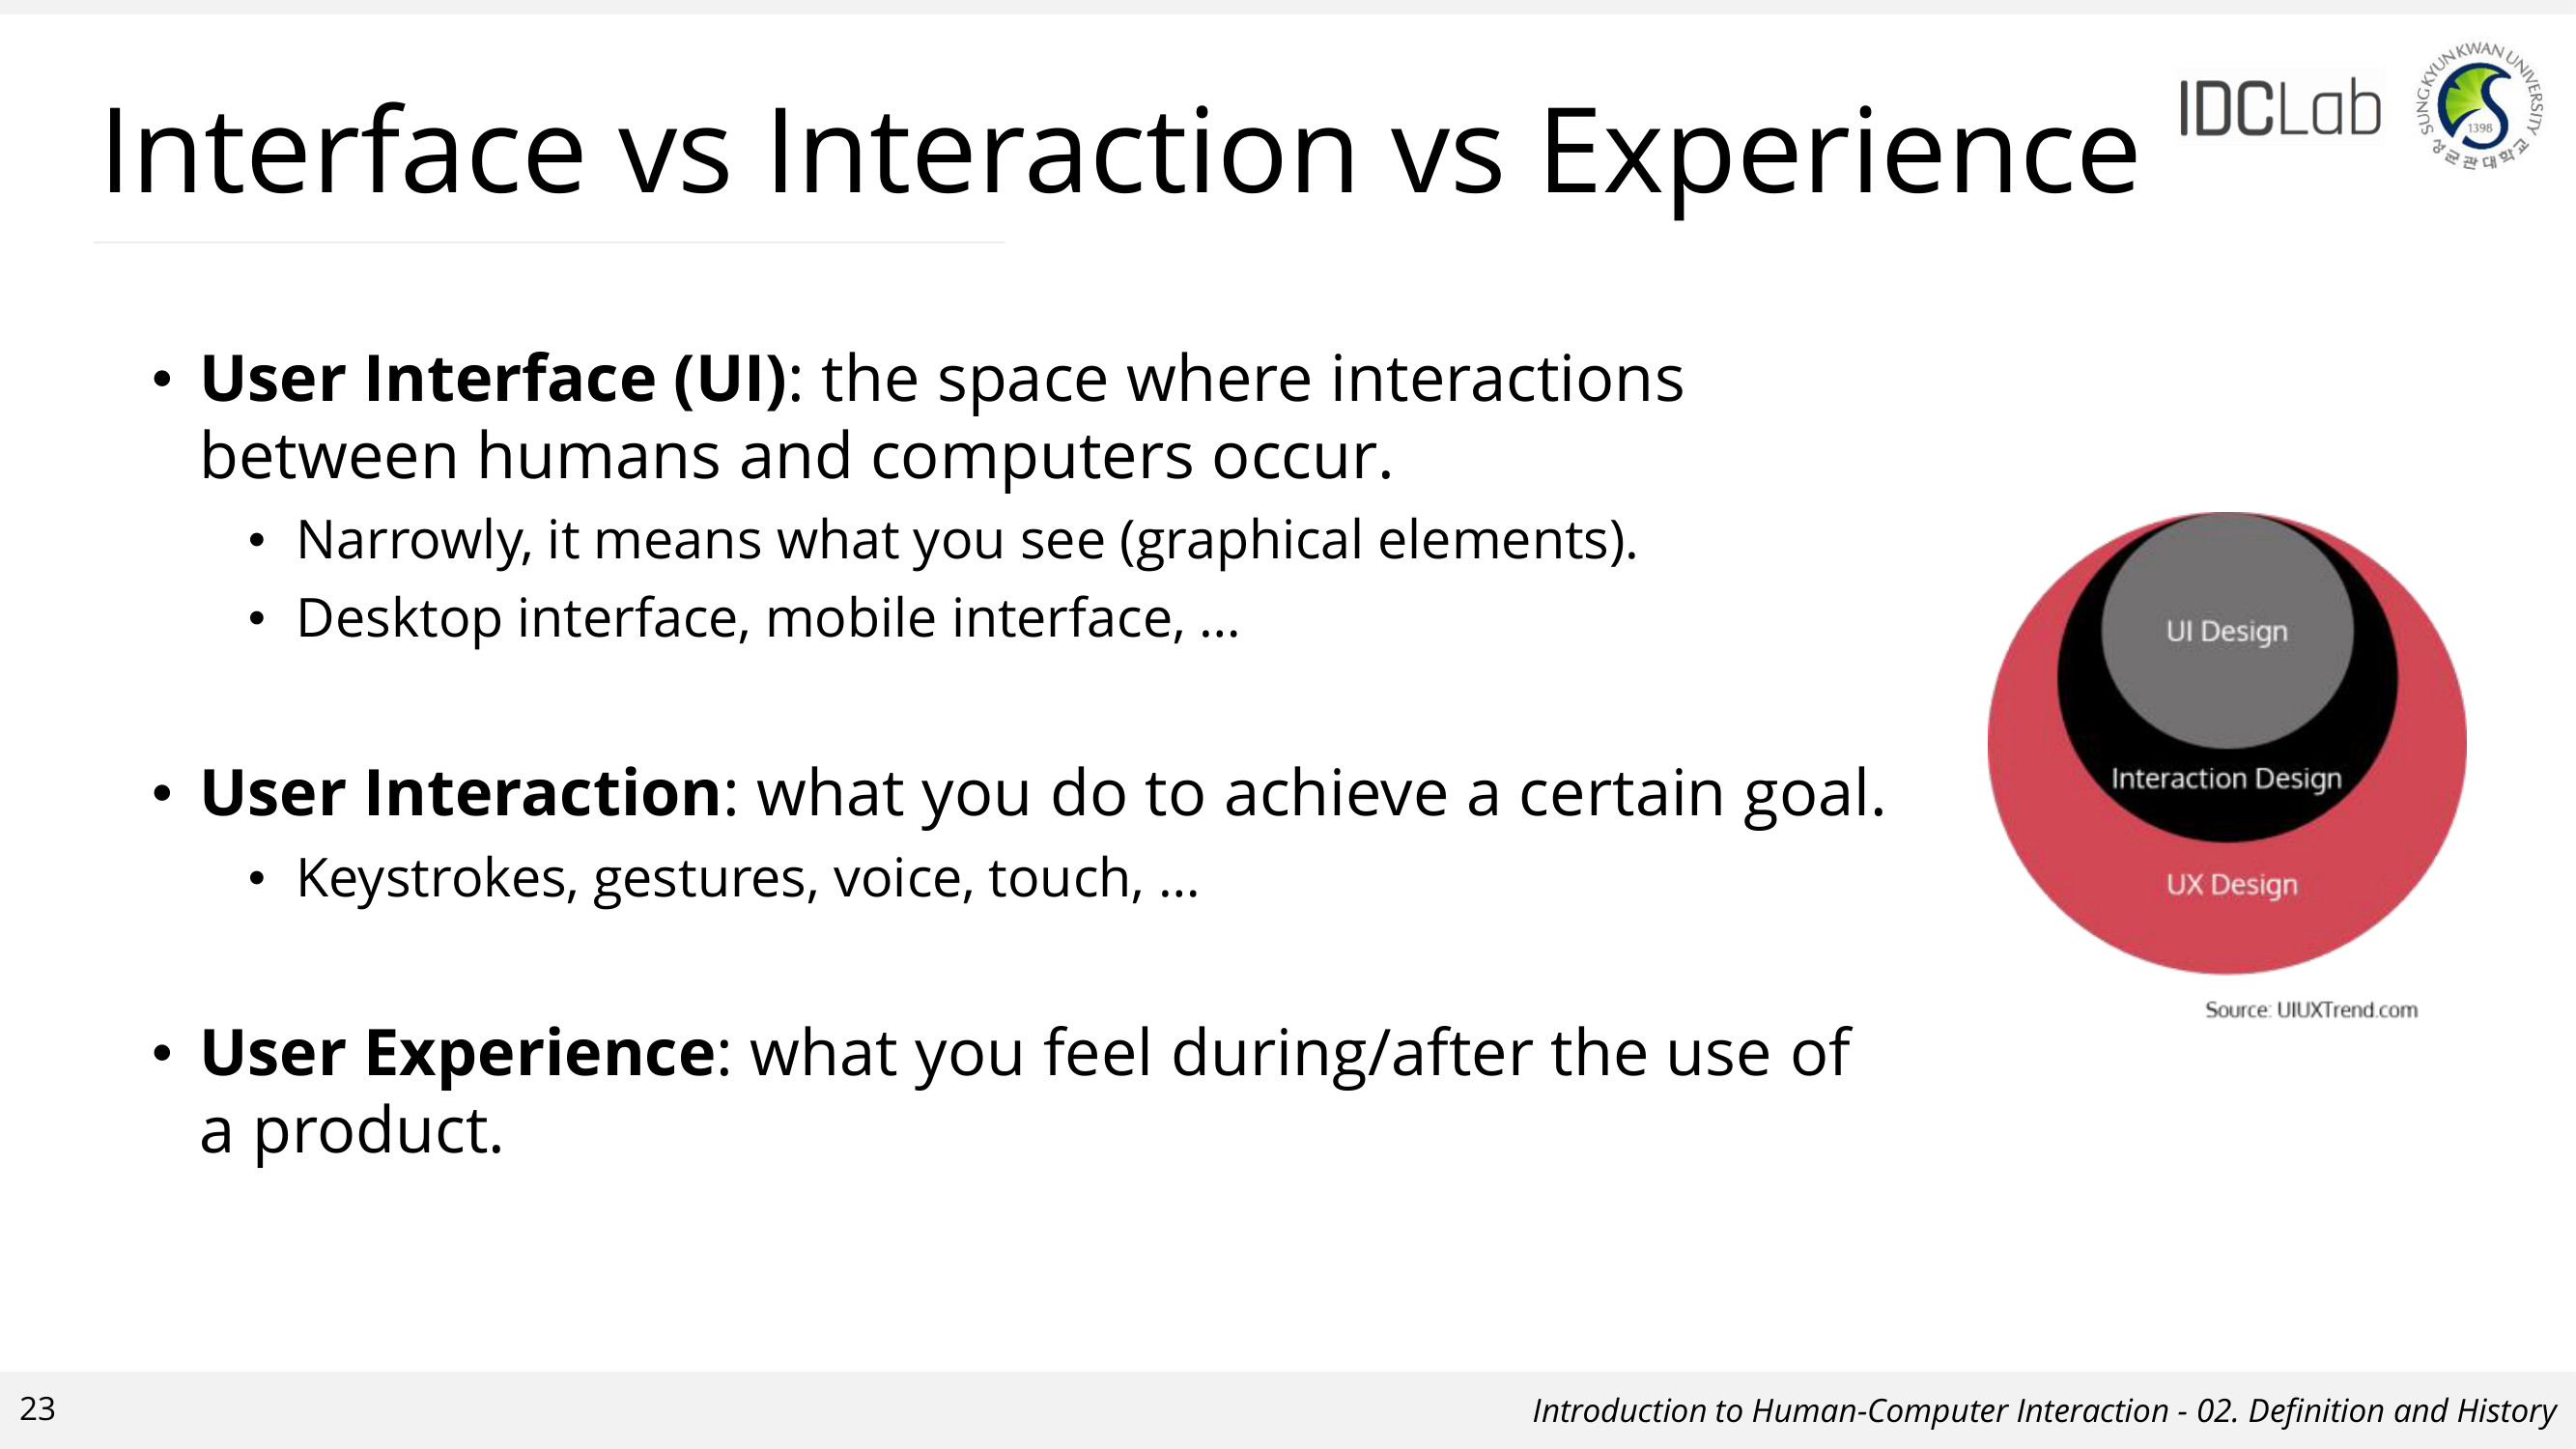 Interface vs Interaction vs Experience
IDCLab
SUNGKYUNKWAN UNIVERSITY
1398
성균관대학교
• User Interface (UI): the space where interactions
between humans and computers occur.
• Narrowly, it means what you see (graphical elements).
• Desktop interface, mobile interface, …
• User Interaction: what you do to achieve a certain goal.
• Keystrokes, gestures, voice, touch, …
• User Experience: what you feel during/after the use of
a product.
UI Design
Interaction Design
UX Design
Source: UIUXTrend.com
23
Introduction to Human-Computer Interaction - 02. Definition and History